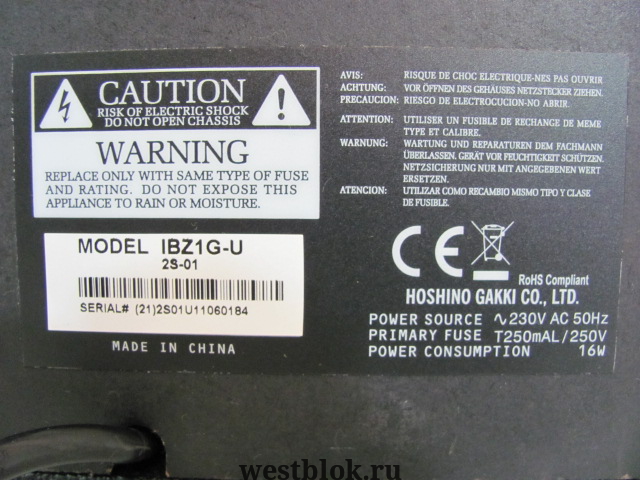 CAUTION
RISK OF ELECTRIC SHOCK
DO NOT OPEN CHASSIS
WARNING
REPLACE ONLY WITH SAME TYPE OF FUSE
AND RATING. DO NOT EXPOSE THIS
APPLIANCE TO RAIN OR MOISTURE.
MODEL IBZ1G-U
2S-01
SERIAL# (21)2S01U11060184
MADE IN CHINA
AVIS: RISQUE DE CHOC ELECTRIQUE-NES PAS OUVRIR
ACHTUNG: VOR ÖFFNEN DES GEHÄUSES NETZSTECKER ZIEHEN.
PRECAUCION: RIESGO DE ELECTROCUCION-NO ABRIR.
ATTENTION: UTILISER UN FUSIBLE DE RECHANGE DE MEME
TYPE ET CALIBRE.
WARNUNG: WARTUNG UND REPARATUREN DEM FACHMANN
ÜBERLASSEN. GERÄT VOR FEUCHTIGKEIT SCHÜTZEN.
NETZSICHERUNG NUR MIT ANGEGEBENEN WERT
ERSETZEN.
ATENCION: UTILIZAR COMO RECAMBIO MISMO TIPO Y CLASE
DE FUSIBLE.
CE
RoHS Compliant
HOSHINO GAKKI CO., LTD.
POWER SOURCE ∿230V AC 50Hz
PRIMARY FUSE T250mAL/250V
POWER CONSUMPTION 16W
westblok.ru